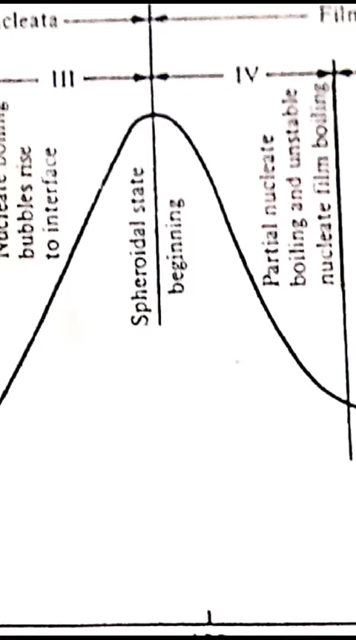 cleata
Film
III
IV
bubbles rise
to interface
Spheroidal state
beginning
Partial nucleate
boiling and unstable
nucleate film boiling